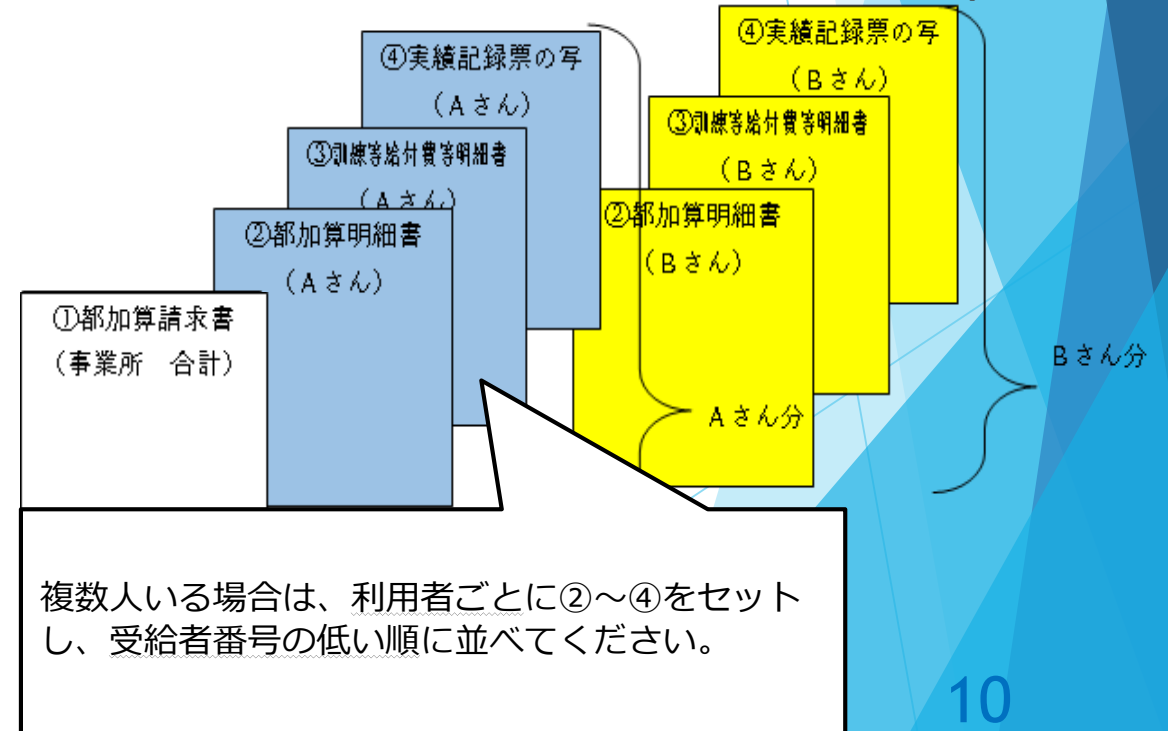 ④実績記録票の写
（Aさん）
③訓練等給付費等明細書
（Aさん）
②都加算明細書
（Aさん）
①都加算請求書
（事業所　合計）
Aさん分
④実績記録票の写
（Bさん）
③訓練等給付費等明細書
（Bさん）
②都加算明細書
（Bさん）
Bさん分
複数人いる場合は、利用者ごとに②～④をセット
し、受給者番号の低い順に並べてください。
10